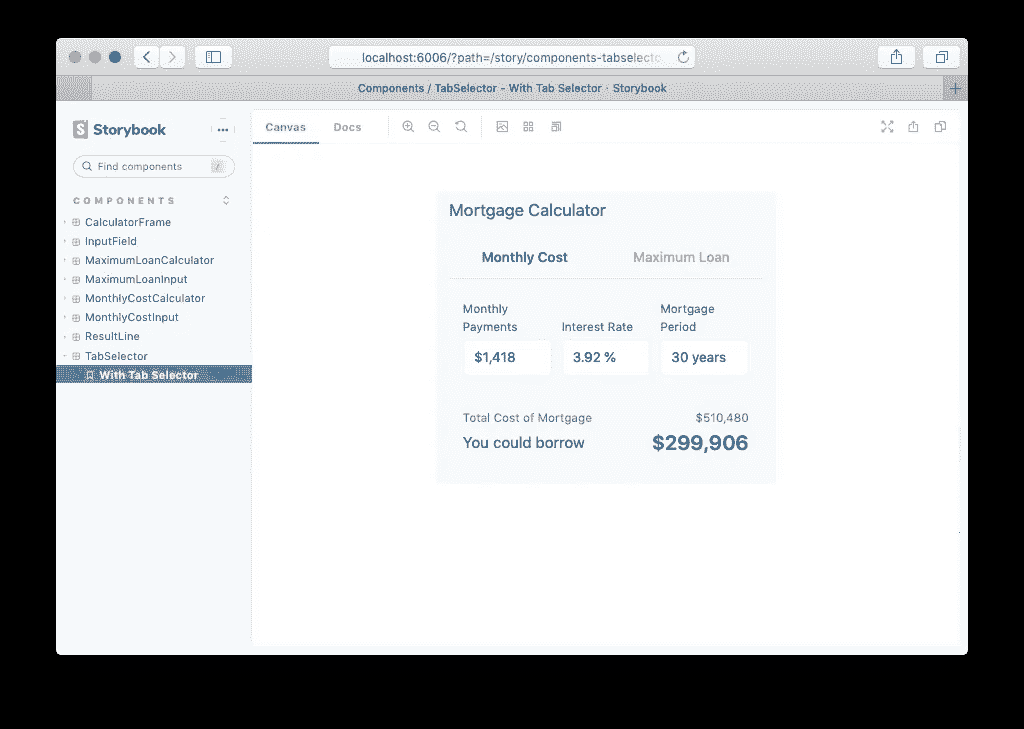 localhost:6006/?path=/story/components-tabselecto
Components / TabSelector - With Tab Selector · Storybook
Storybook
Canvas Docs
Find components /
COMPONENTS
CalculatorFrame
InputField
MaximumLoanCalculator
MaximumLoanInput
MonthlyCostCalculator
MonthlyCostInput
ResultLine
TabSelector
With Tab Selector
Mortgage Calculator
Monthly Cost Maximum Loan
Monthly
Payments
$1,418
Interest Rate
3.92 %
Mortgage
Period
30 years
Total Cost of Mortgage $510,480
You could borrow $299,906